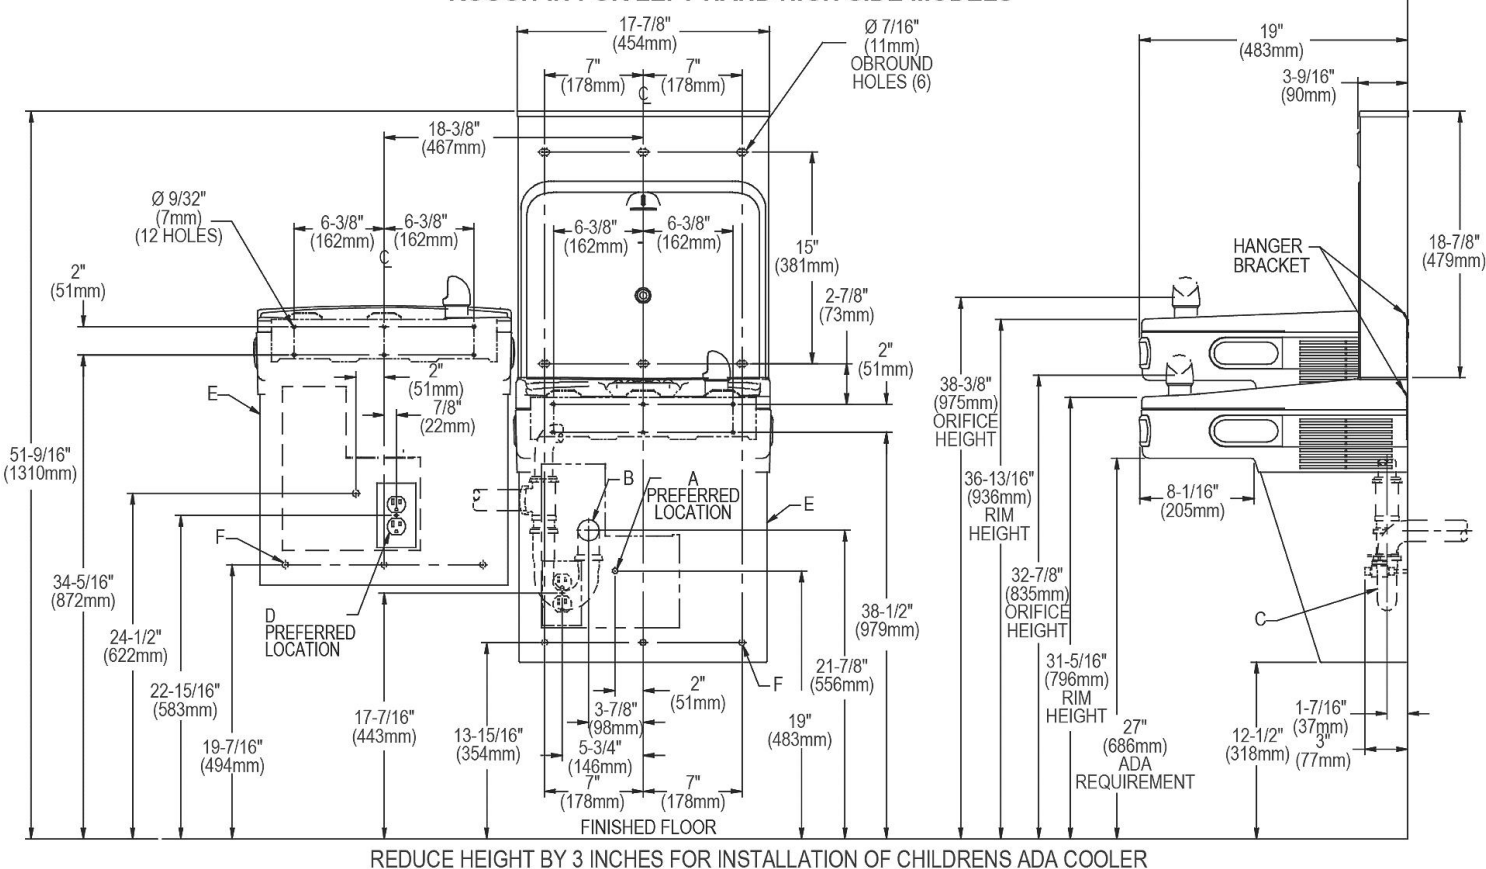 17-7/8"
(454mm)
Ø 7/16"
(11mm)
OBROUND
HOLES (6)
19"
(483mm)
7"
(178mm)
7"
(178mm)
3-9/16"
(90mm)
C
L
18-3/8"
(467mm)
Ø 9/32"
(7mm)
(12 HOLES)
6-3/8"
(162mm)
6-3/8"
(162mm)
6-3/8"
(162mm)
6-3/8"
(162mm)
C
L
15"
(381mm)
HANGER
BRACKET
18-7/8"
(479mm)
2"
(51mm)
2-7/8"
(73mm)
2"
(51mm)
2"
(51mm)
7/8"
(22mm)
E
38-3/8"
(975mm)
ORIFICE
HEIGHT
51-9/16"
(1310mm)
36-13/16"
(936mm)
RIM
HEIGHT
B
A
PREFERRED
LOCATION
E
8-1/16"
(205mm)
F
34-5/16"
(872mm)
32-7/8"
(835mm)
ORIFICE
HEIGHT
D
PREFERRED
LOCATION
38-1/2"
(979mm)
C
24-1/2"
(622mm)
21-7/8"
(556mm)
31-5/16"
(796mm)
RIM
HEIGHT
22-15/16"
(583mm)
F
2"
(51mm)
17-7/16"
(443mm)
3-7/8"
(98mm)
19"
(483mm)
1-7/16"
(37mm)
3"
(77mm)
13-15/16"
(354mm)
27"
(686mm)
ADA
REQUIREMENT
12-1/2"
(318mm)
19-7/16"
(494mm)
5-3/4"
(146mm)
7"
(178mm)
7"
(178mm)
FINISHED FLOOR
REDUCE HEIGHT BY 3 INCHES FOR INSTALLATION OF CHILDRENS ADA COOLER